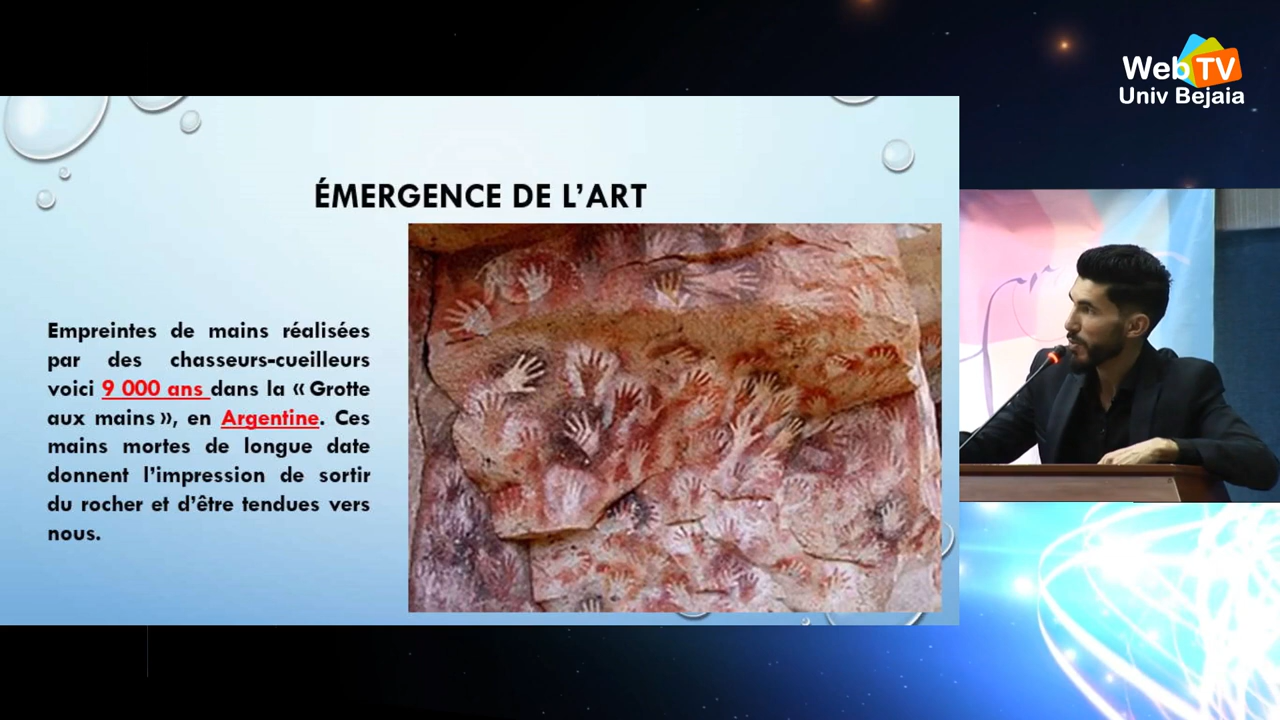 Web TV
Univ Bejaia
ÉMERGENCE DE L’ART
Empreintes de mains réalisées
par des chasseurs-cueilleurs
voici 9 000 ans dans la « Grotte
aux mains », en Argentine. Ces
mains mortes de longue date
donnent l’impression de sortir
du rocher et d’être tendues vers
nous.